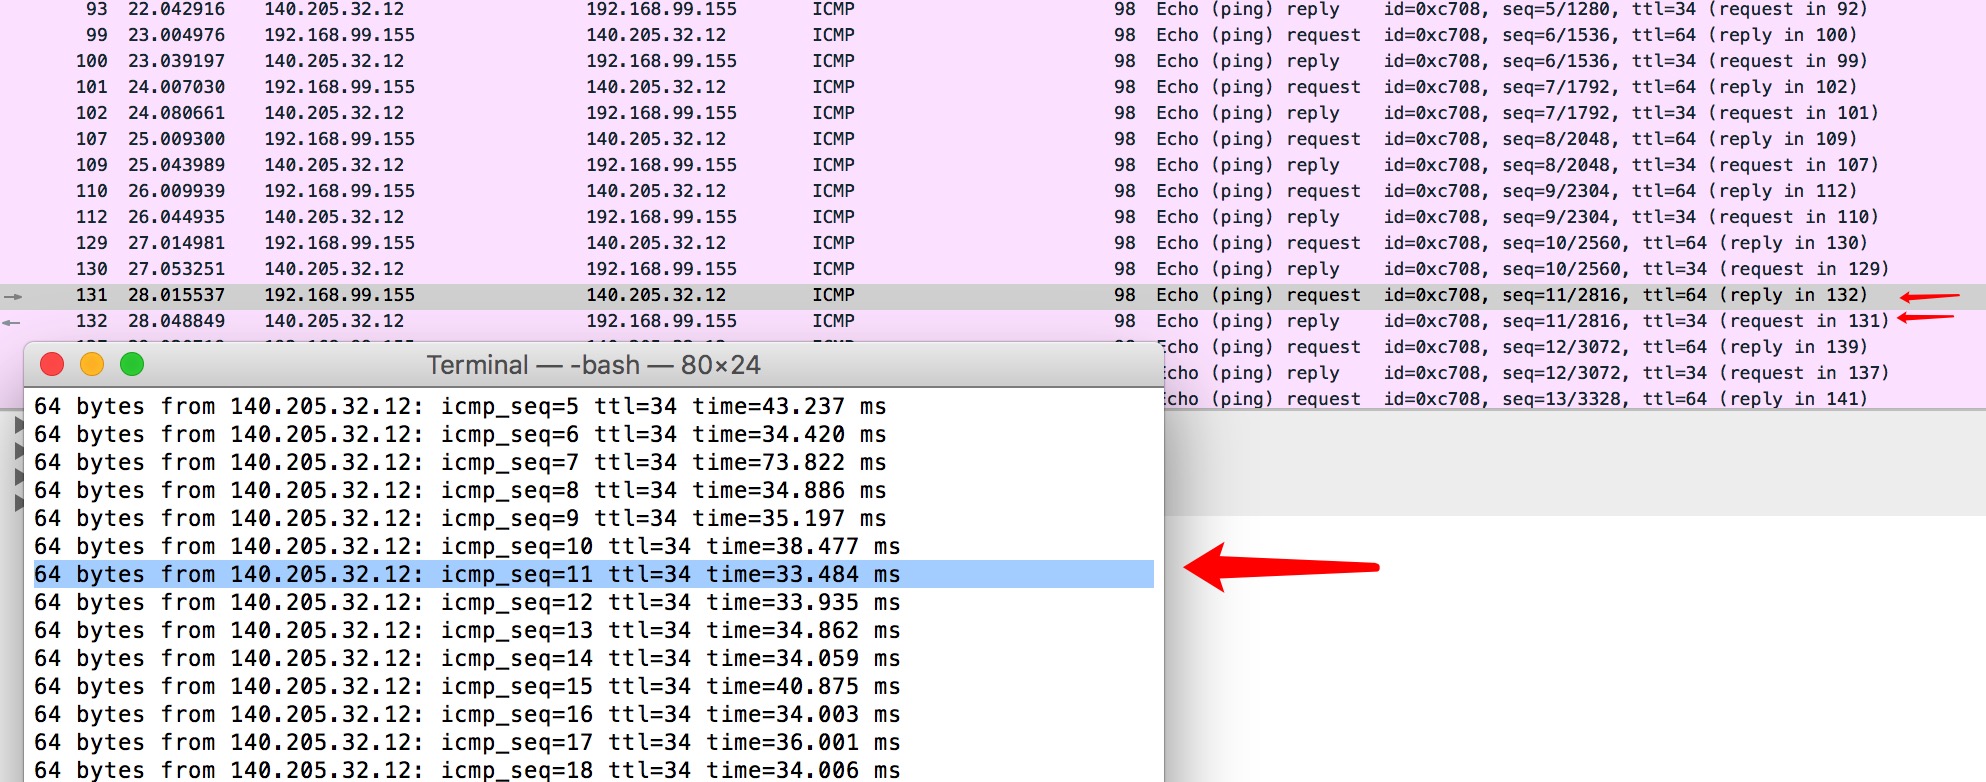 93 22.042916 140.205.32.12 192.168.99.155 ICMP 98 Echo (ping) reply id=0xc708, seq=5/1280, ttl=34 (request in 92)
99 23.004976 192.168.99.155 140.205.32.12 ICMP 98 Echo (ping) request id=0xc708, seq=6/1536, ttl=64 (reply in 100)
100 23.039197 140.205.32.12 192.168.99.155 ICMP 98 Echo (ping) reply id=0xc708, seq=6/1536, ttl=34 (request in 99)
101 24.007030 192.168.99.155 140.205.32.12 ICMP 98 Echo (ping) request id=0xc708, seq=7/1792, ttl=64 (reply in 102)
102 24.080661 140.205.32.12 192.168.99.155 ICMP 98 Echo (ping) reply id=0xc708, seq=7/1792, ttl=34 (request in 101)
107 25.009300 192.168.99.155 140.205.32.12 ICMP 98 Echo (ping) request id=0xc708, seq=8/2048, ttl=64 (reply in 109)
109 25.043989 140.205.32.12 192.168.99.155 ICMP 98 Echo (ping) reply id=0xc708, seq=8/2048, ttl=34 (request in 107)
110 26.009939 192.168.99.155 140.205.32.12 ICMP 98 Echo (ping) request id=0xc708, seq=9/2304, ttl=64 (reply in 112)
112 26.044935 140.205.32.12 192.168.99.155 ICMP 98 Echo (ping) reply id=0xc708, seq=9/2304, ttl=34 (request in 110)
129 27.014981 192.168.99.155 140.205.32.12 ICMP 98 Echo (ping) request id=0xc708, seq=10/2560, ttl=64 (reply in 130)
130 27.053251 140.205.32.12 192.168.99.155 ICMP 98 Echo (ping) reply id=0xc708, seq=10/2560, ttl=34 (request in 129)
131 28.015537 192.168.99.155 140.205.32.12 ICMP 98 Echo (ping) request id=0xc708, seq=11/2816, ttl=64 (reply in 132)
132 28.048849 140.205.32.12 192.168.99.155 ICMP 98 Echo (ping) reply id=0xc708, seq=11/2816, ttl=34 (request in 131)
(ping) request id=0xc708, seq=12/3072, ttl=64 (reply in 139)
(ping) reply id=0xc708, seq=12/3072, ttl=34 (request in 137)
(ping) request id=0xc708, seq=13/3328, ttl=64 (reply in 141)
Terminal — -bash — 80×24
64 bytes from 140.205.32.12: icmp_seq=5 ttl=34 time=43.237 ms
64 bytes from 140.205.32.12: icmp_seq=6 ttl=34 time=34.420 ms
64 bytes from 140.205.32.12: icmp_seq=7 ttl=34 time=73.822 ms
64 bytes from 140.205.32.12: icmp_seq=8 ttl=34 time=34.886 ms
64 bytes from 140.205.32.12: icmp_seq=9 ttl=34 time=35.197 ms
64 bytes from 140.205.32.12: icmp_seq=10 ttl=34 time=38.477 ms
64 bytes from 140.205.32.12: icmp_seq=11 ttl=34 time=33.484 ms
64 bytes from 140.205.32.12: icmp_seq=12 ttl=34 time=33.935 ms
64 bytes from 140.205.32.12: icmp_seq=13 ttl=34 time=34.862 ms
64 bytes from 140.205.32.12: icmp_seq=14 ttl=34 time=34.059 ms
64 bytes from 140.205.32.12: icmp_seq=15 ttl=34 time=40.875 ms
64 bytes from 140.205.32.12: icmp_seq=16 ttl=34 time=34.003 ms
64 bytes from 140.205.32.12: icmp_seq=17 ttl=34 time=36.001 ms
64 bytes from 140.205.32.12: icmp_seq=18 ttl=34 time=34.006 ms